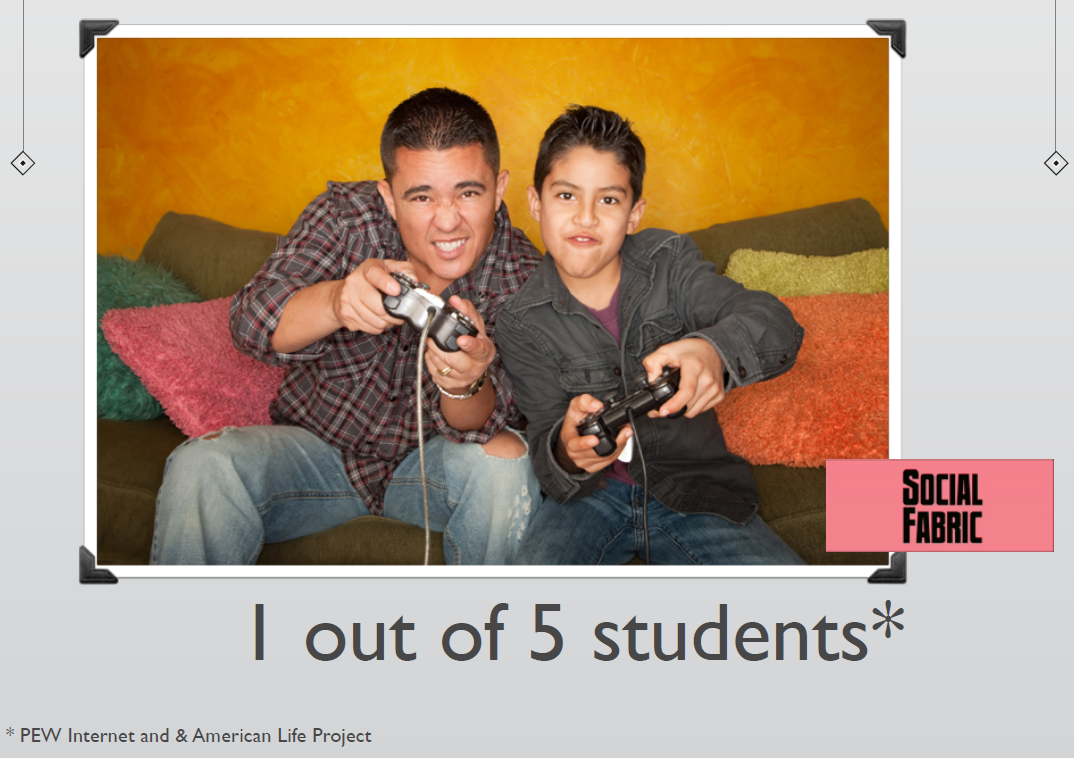 SOCIAL
FABRIC
1 out of 5 students*
* PEW Internet and & American Life Project